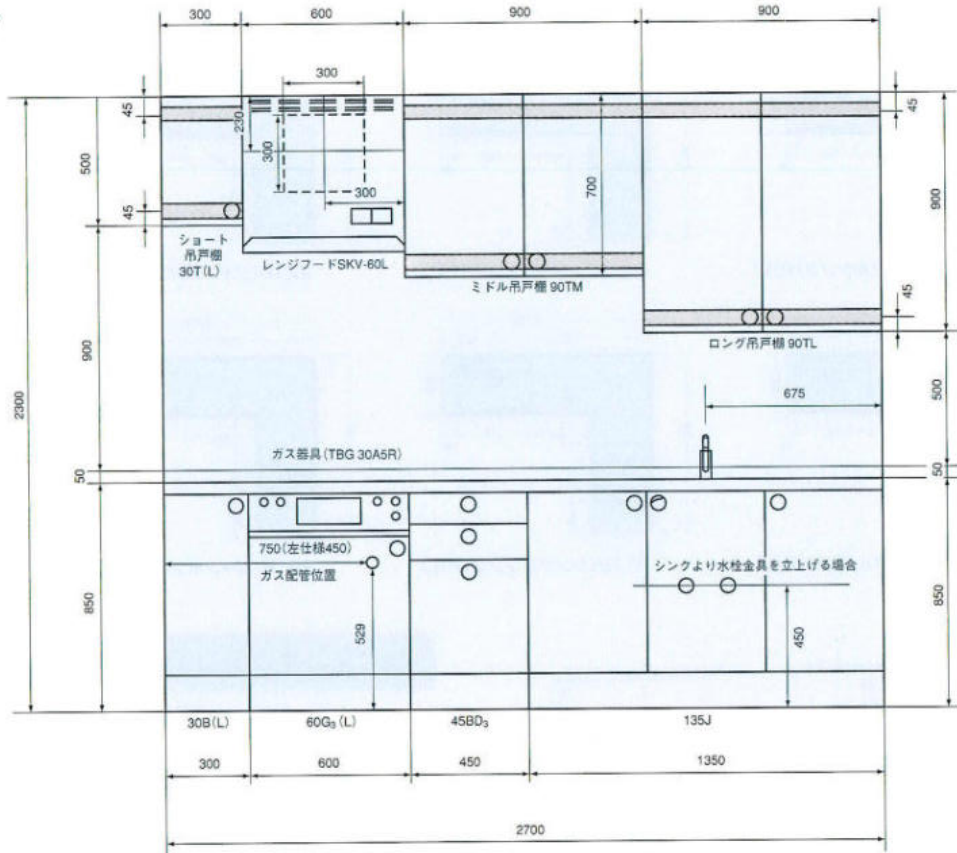 300
600
900
900
300
45
230
300
45
500
700
900
300
45
ショート
吊戸棚
30T(L)
レンジフードSKV-60L
ミドル吊戸棚 90TM
45
ロング吊戸棚 90TL
900
2300
675
500
ガス器具(TBG 30A5R)
50
50
750(左仕様450)
ガス配管位置
シンクより水栓金具を立上げる場合
850
529
450
850
30B(L)
60G₃(L)
45BD₃
135J
300
600
450
1350
2700